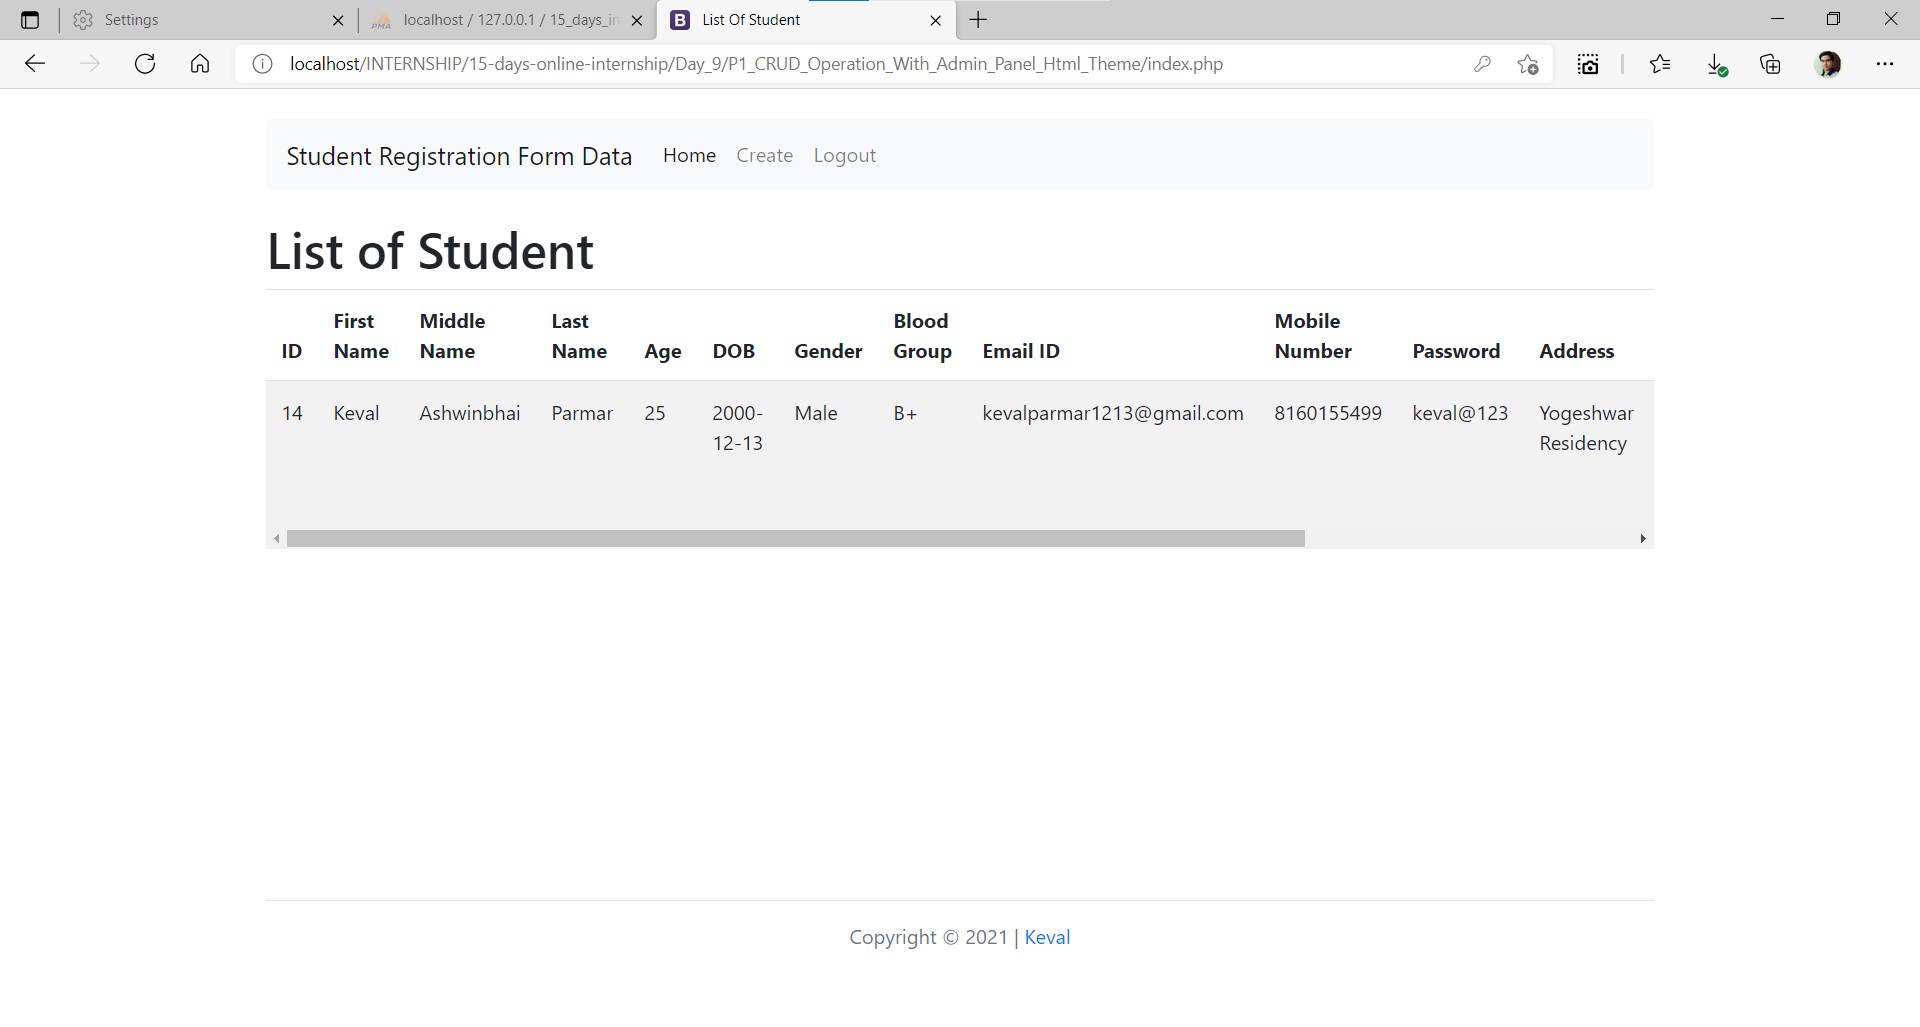 Settings
localhost / 127.0.0.1 / 15_days_in
B List Of Student
localhost/INTERNSHIP/15-days-online-internship/Day_9/P1_CRUD_Operation_With_Admin_Panel_Html_Theme/index.php
Student Registration Form Data Home Create Logout
List of Student
ID First Name Middle Name Last Name Age DOB Gender Blood Group Email ID Mobile Number Password Address
14 Keval Ashwinbhai Parmar 25 2000-12-13 Male B+ kevalparmar1213@gmail.com 8160155499 keval@123 Yogeshwar Residency
Copyright © 2021 | Keval